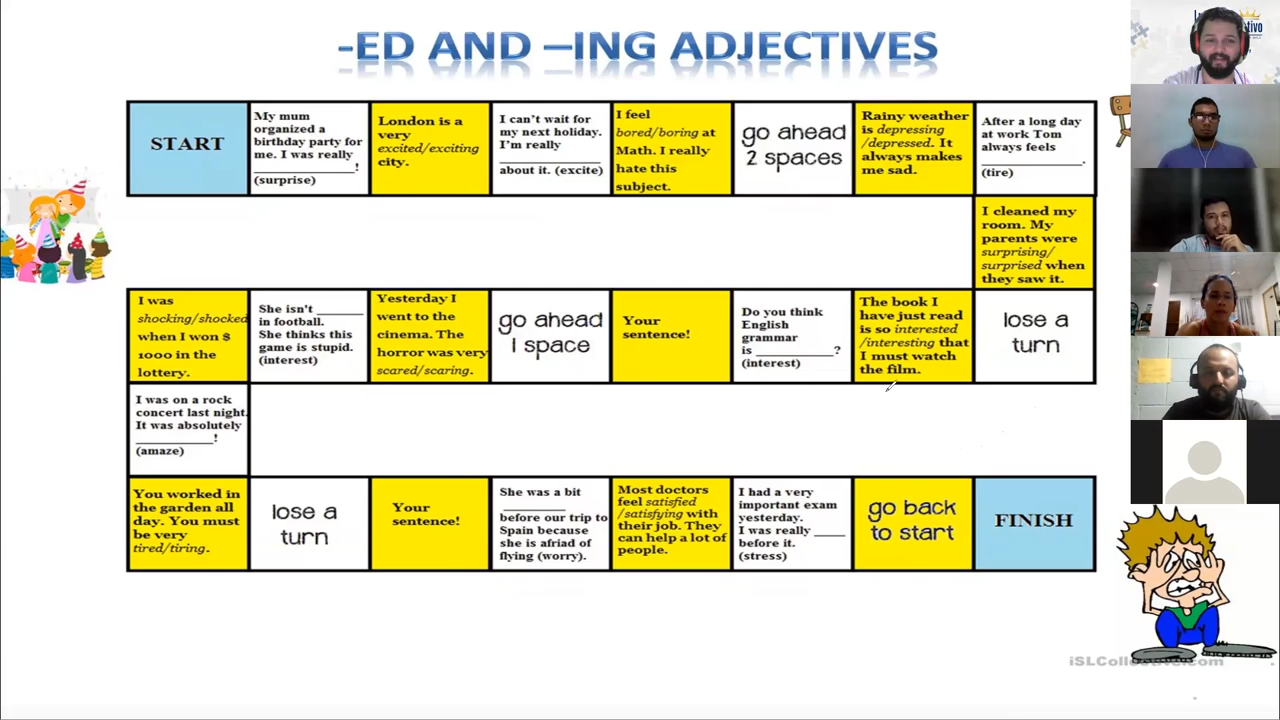 -ED AND –ING ADJECTIVES
START
My mum
organized a
birthday party for
me. I was really
_______________!
(surprise)
London is a
very
excited/exciting
city.
I can't wait for
my next holiday.
I'm really
_______________
about it. (excite)
I feel
bored/boring at
Math. I really
hate this
subject.
go ahead
2 spaces
Rainy weather
is depressing
/depressed. It
always makes
me sad.
After a long day
at work Tom
always feels
_______________.
(tire)
I cleaned my
room. My
parents were
surprising/
surprised when
they saw it.
lose a
turn
The book I
have just read
is so interested
/interesting that
I must watch
the film.
Do you think
English
grammar
is ____________?
(interest)
Your
sentence!
go ahead
1 space
Yesterday I
went to the
cinema. The
horror was very
scared/scaring.
She isn't _______
in football.
She thinks this
game is stupid.
(interest)
I was
shocking/shocked
when I won $
1000 in the
lottery.
I was on a rock
concert last night.
It was absolutely
____________!
(amaze)
You worked in
the garden all
day. You must
be very
tired/tiring.
lose a
turn
Your
sentence!
She was a bit
_________
before our trip to
Spain because
she is afriad of
flying (worry).
Most doctors
feel satisfied
/satisfying with
their job. They
can help a lot of
people.
I had a very
important exam
yesterday.
I was really _____
before it.
(stress)
go back
to start
FINISH